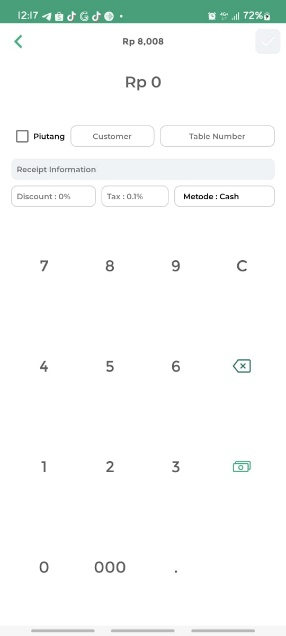 12:17
72%
Rp 8,008
Rp 0
Piutang Customer Table Number
Receipt Information
Discount : 0% Tax : 0.1% Metode : Cash
7 8 9 C
4 5 6
1 2 3
0 000 .